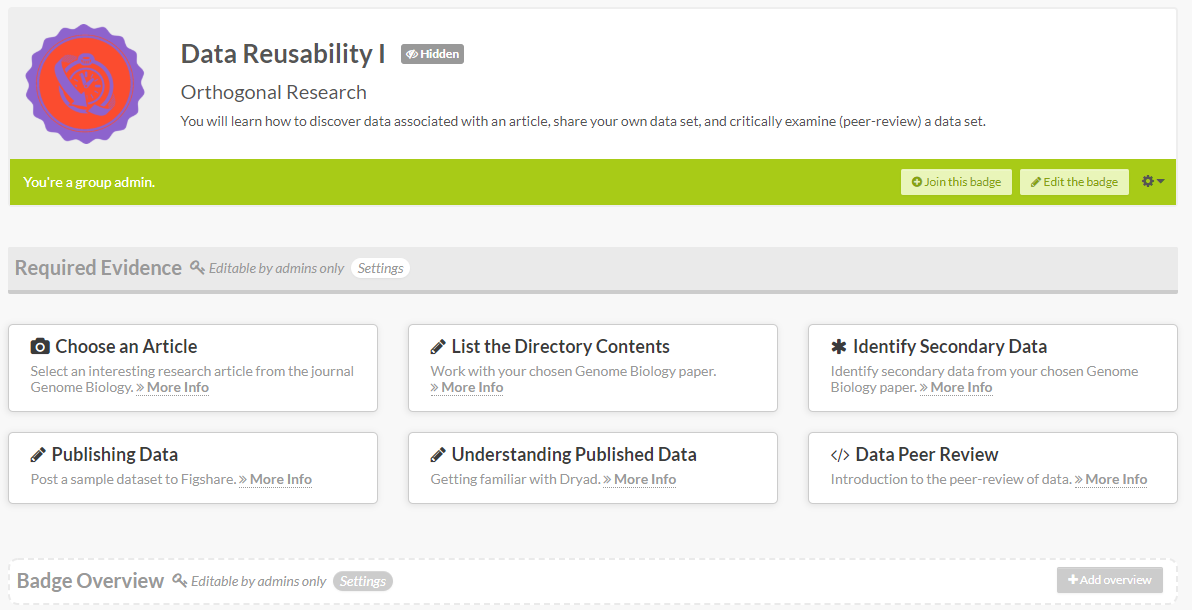 Data Reusability I Hidden
Orthogonal Research
You will learn how to discover data associated with an article, share your own data set, and critically examine (peer-review) a data set.
You're a group admin. Join this badge Edit the badge
Required Evidence Editable by admins only Settings
Choose an Article
Select an interesting research article from the journal
Genome Biology. » More Info
List the Directory Contents
Work with your chosen Genome Biology paper.
» More Info
Identify Secondary Data
Identify secondary data from your chosen Genome
Biology paper. » More Info
Publishing Data
Post a sample dataset to Figshare. » More Info
Understanding Published Data
Getting familiar with Dryad. » More Info
</> Data Peer Review
Introduction to the peer-review of data. » More Info
Badge Overview Editable by admins only Settings
Add overview